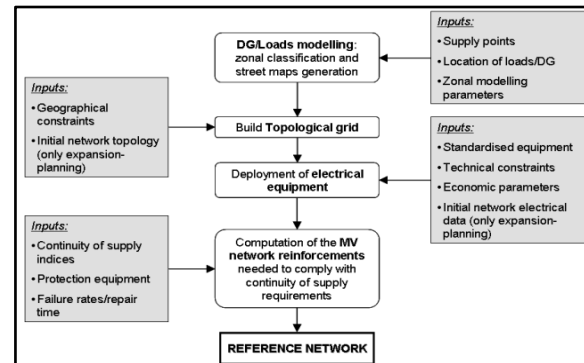 DG/Loads modelling:
zonal classification and
street maps generation
Inputs:
• Supply points
• Location of loads/DG
• Zonal modelling
parameters
Inputs:
• Geographical
constraints
• Initial network topology
(only expansion-
planning)
Build Topological grid
Inputs:
• Standardised equipment
• Technical constraints
• Economic parameters
• Initial network electrical
data (only expansion-
planning)
Deployment of electrical
equipment
Inputs:
• Continuity of supply
indices
• Protection equipment
• Failure rates/repair
time
Computation of the MV
network reinforcements
needed to comply with
continuity of supply
requirements
REFERENCE NETWORK